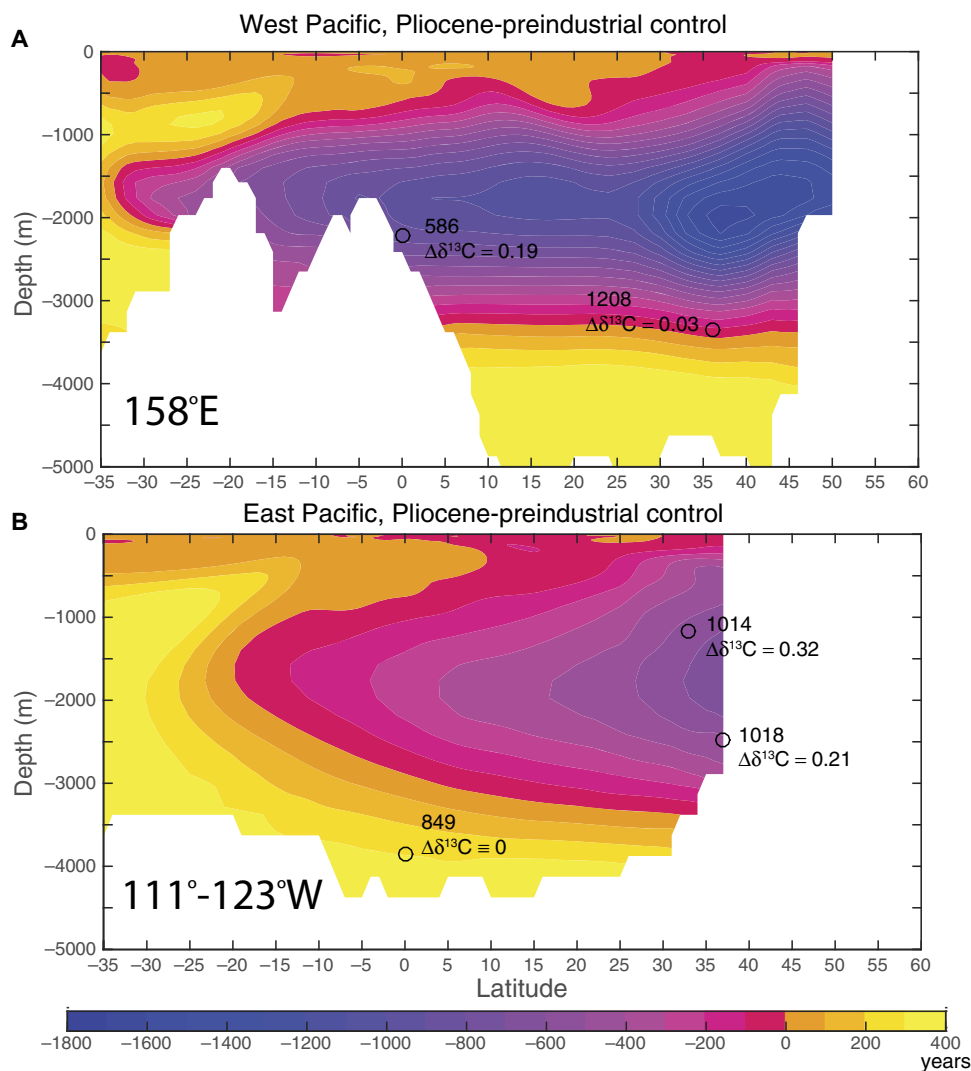 A
West Pacific, Pliocene-preindustrial control
Depth (m)
0
−1000
−2000
−3000
−4000
−5000
586
Δδ¹³C = 0.19
1208
Δδ¹³C = 0.03
158°E
−35 −30 −25 −20 −15 −10 −5 0 5 10 15 20 25 30 35 40 45 50 55 60
B
East Pacific, Pliocene-preindustrial control
Depth (m)
0
−1000
−2000
−3000
−4000
−5000
1014
Δδ¹³C = 0.32
1018
Δδ¹³C = 0.21
849
Δδ¹³C ≡ 0
111°-123°W
−35 −30 −25 −20 −15 −10 −5 0 5 10 15 20 25 30 35 40 45 50 55 60
Latitude
−1800 −1600 −1400 −1200 −1000 −800 −600 −400 −200 0 200 400
years